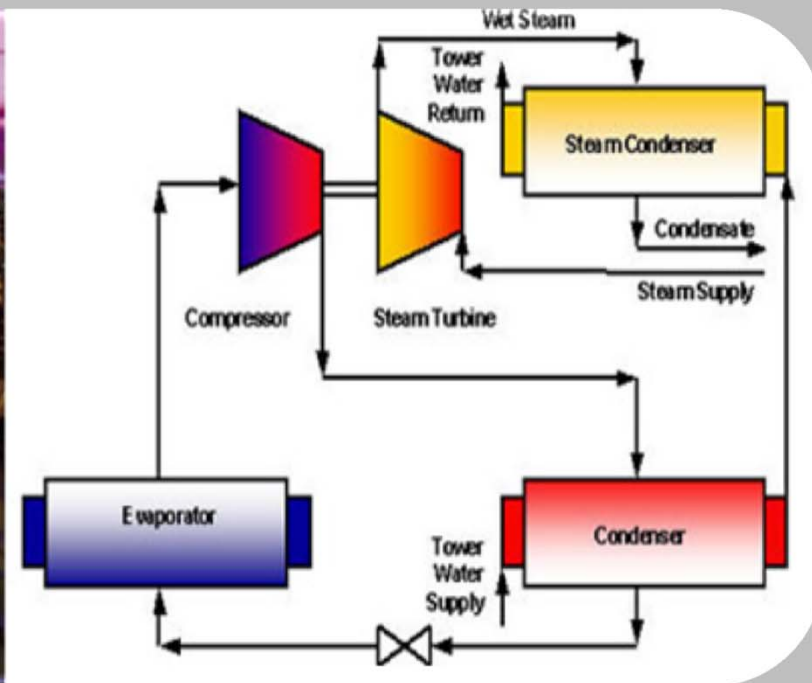 Wet Steam
Tower
Water
Return
Steam Condenser
Condensate
Steam Supply
Compressor
Steam Turbine
Evaporator
Condenser
Tower
Water
Supply